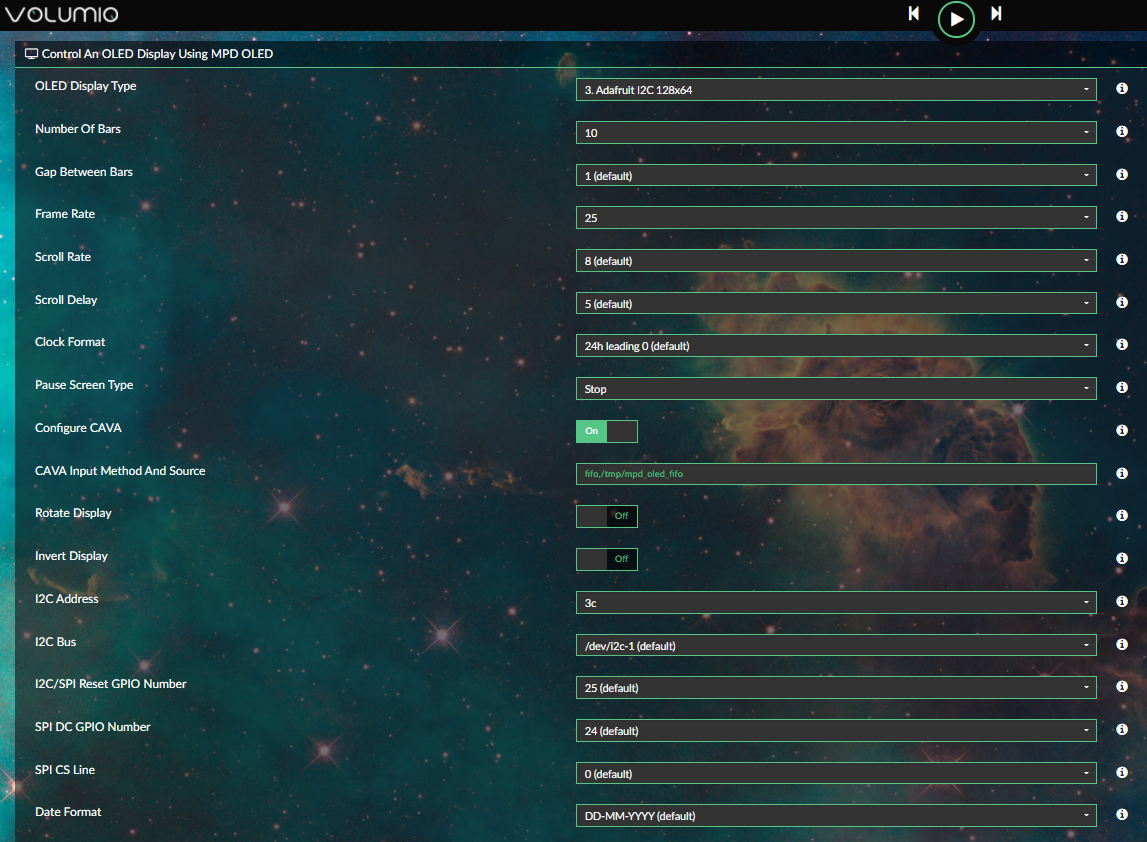 VOLUMIO
Control An OLED Display Using MPD OLED
OLED Display Type
3. Adafruit I2C 128x64
Number Of Bars
10
Gap Between Bars
1 (default)
Frame Rate
25
Scroll Rate
8 (default)
Scroll Delay
5 (default)
Clock Format
24h leading 0 (default)
Pause Screen Type
Stop
Configure CAVA
On
CAVA Input Method And Source
fifo,/tmp/mpd_oled_fifo
Rotate Display
Off
Invert Display
Off
I2C Address
3c
I2C Bus
/dev/i2c-1 (default)
I2C/SPI Reset GPIO Number
25 (default)
SPI DC GPIO Number
24 (default)
SPI CS Line
0 (default)
Date Format
DD-MM-YYYY (default)